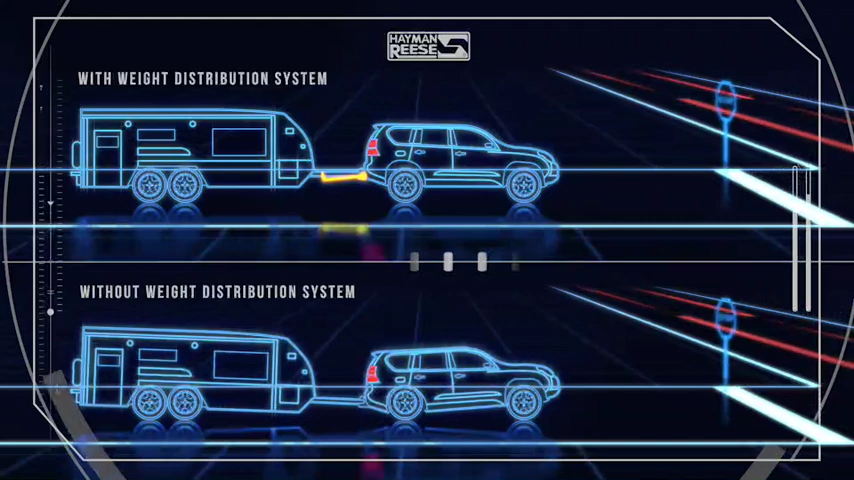 HAYMAN
REESE
WITH WEIGHT DISTRIBUTION SYSTEM
WITHOUT WEIGHT DISTRIBUTION SYSTEM